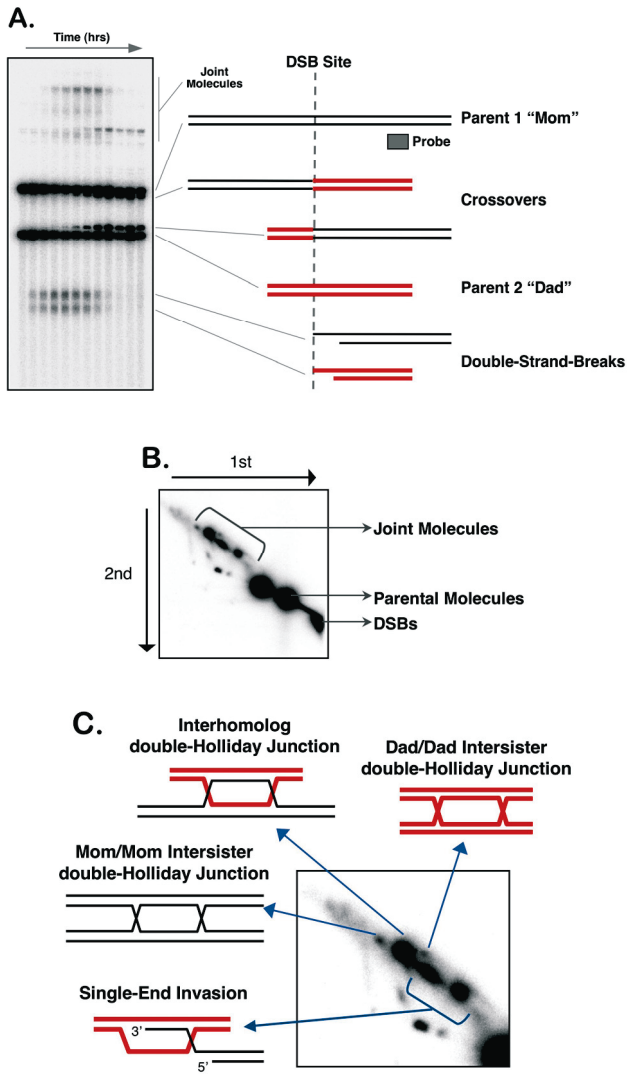 A.
Time (hrs)
Joint
Molecules
DSB Site
Parent 1 “Mom”
Probe
Crossovers
Parent 2 “Dad”
Double-Strand-Breaks
B.
1st
2nd
Joint Molecules
Parental Molecules
DSBs
C.
Interhomolog
double-Holliday Junction
Dad/Dad Intersister
double-Holliday Junction
Mom/Mom Intersister
double-Holliday Junction
Single-End Invasion
3’
5’